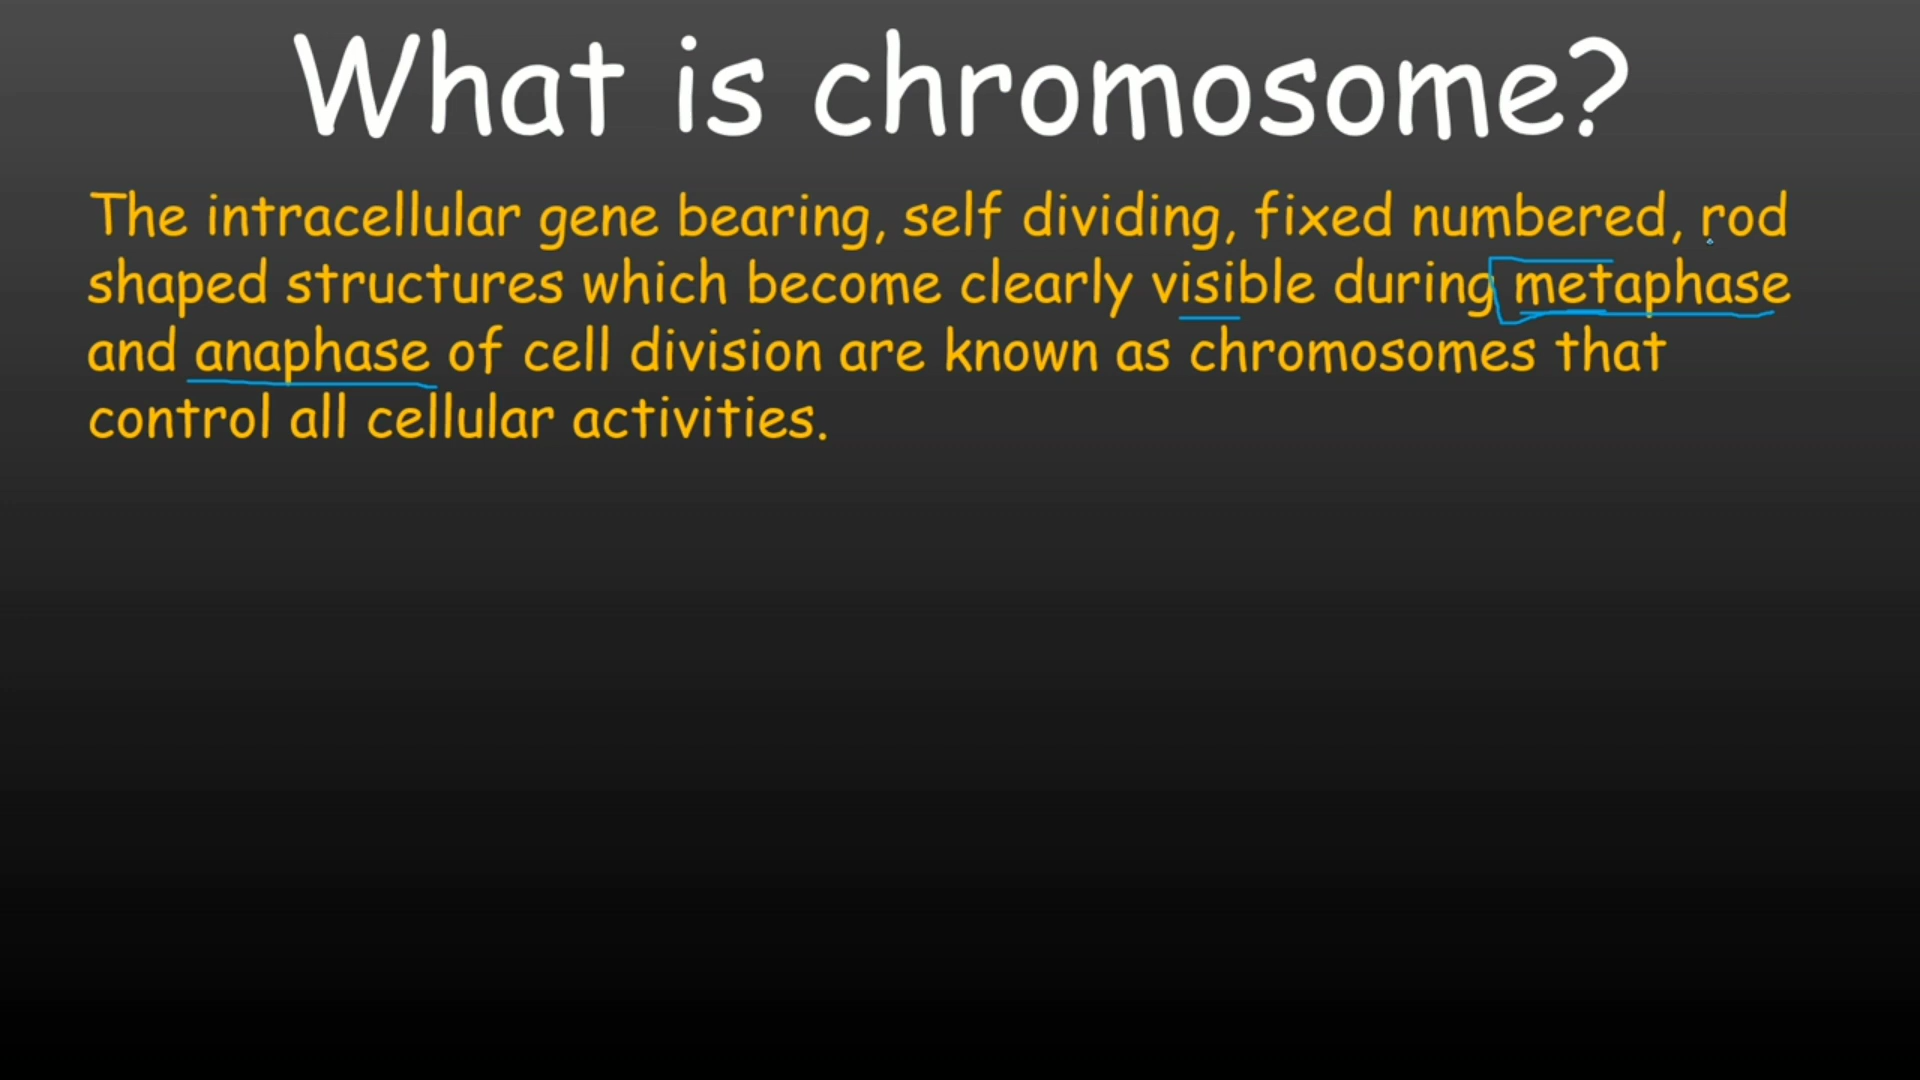 What is chromosome?
The intracellular gene bearing, self dividing, fixed numbered, rod
shaped structures which become clearly visible during metaphase
and anaphase of cell division are known as chromosomes that
control all cellular activities.